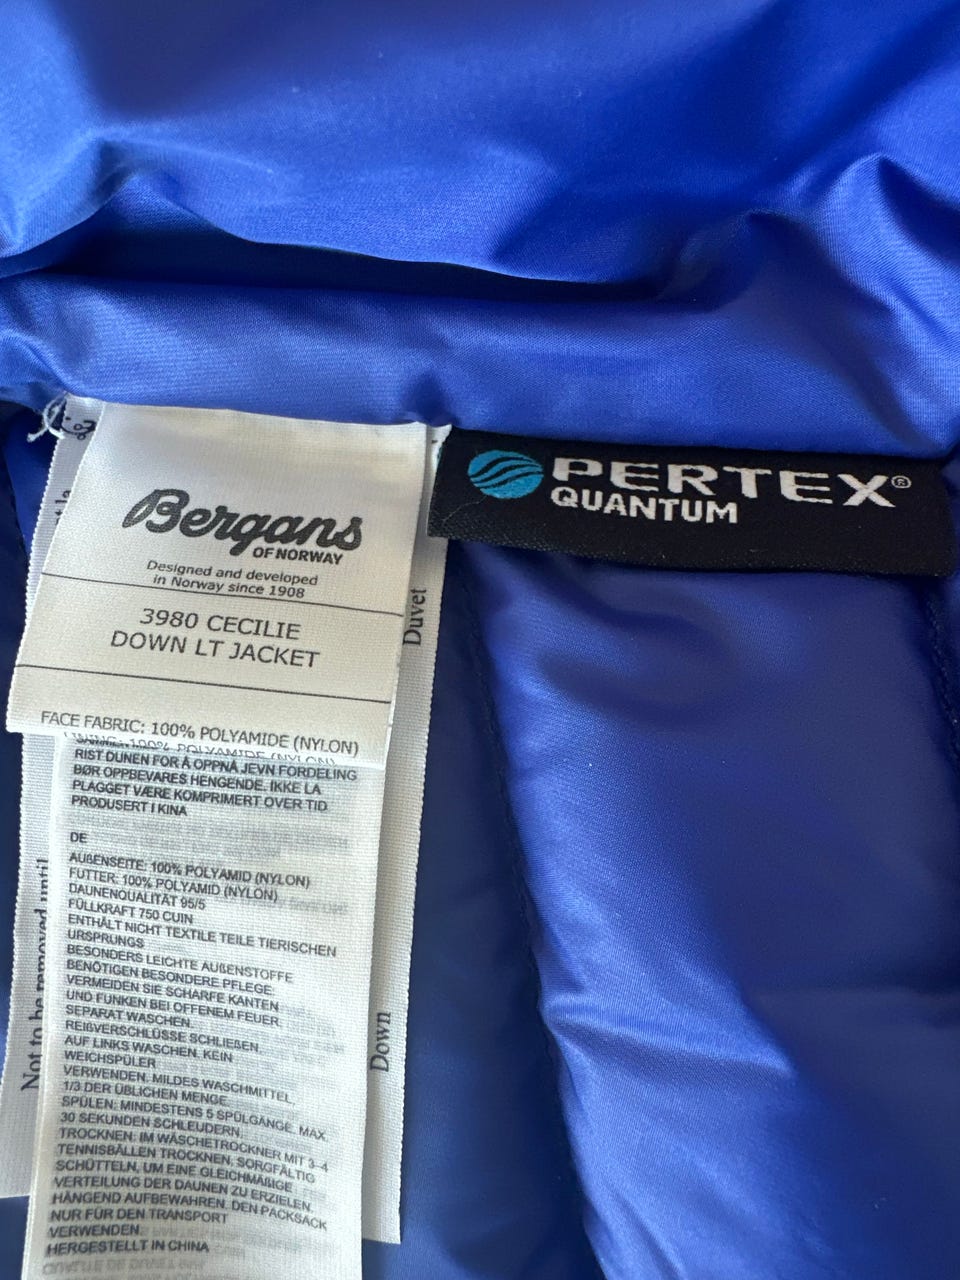 Bergans
OF NORWAY
Designed and developed
in Norway since 1908
3980 CECILIE
DOWN LT JACKET
FACE FABRIC: 100% POLYAMIDE (NYLON)
PERTEX®
QUANTUM
100% POLYAMIDE (NYLON)
RIST DUNEN FOR Å OPPNÅ JEVN FORDELING
BØR OPPBEVARES HENGENDE. IKKE LA
PLAGGET VÆRE KOMPRIMERT OVER TID
PRODUSERT I KINA
DE
AUßENSEITE: 100% POLYAMID (NYLON)
FUTTER: 100% POLYAMID (NYLON)
DAUNENQUALITÄT 95/5
FÜLLKRAFT 750 CUIN
ENTHÄLT NICHT TEXTILE TEILE TIERISCHEN
URSPRUNGS
BESONDERS LEICHTE AUßENSTOFFE
BENÖTIGEN BESONDERE PFLEGE:
VERMEIDEN SIE SCHARFE KANTEN
UND FUNKEN BEI OFFENEM FEUER.
SEPARAT WASCHEN.
REIßVERSCHLÜSSE SCHLIEßEN.
AUF LINKS WASCHEN. KEIN
WEICHSPÜLER
VERWENDEN. MILDES WASCHMITTEL,
1/3 DER ÜBLICHEN MENGE.
SPÜLEN: MINDESTENS 5 SPÜLGÄNGE. MAX.
30 SEKUNDEN SCHLEUDERN.
TROCKNEN: IM WÄSCHETROCKNER MIT 3-4
TENNISBÄLLEN TROCKNEN. SORGFÄLTIG
SCHÜTTELN, UM EINE GLEICHMÄßIGE
VERTEILUNG DER DAUNEN ZU ERZIELEN.
HÄNGEND AUFBEWAHREN. DEN PACKSACK
NUR FÜR DEN TRANSPORT
VERWENDEN.
HERGESTELLT IN CHINA
Not to be removed until
Duvet
Down